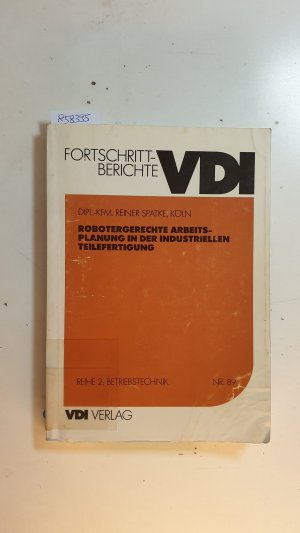 R58335
FORTSCHRITT-
BERICHTE VDI
DIPL.-KFM. REINER SPATKE, KÖLN
ROBOTERGERECHTE ARBEITS-
PLANUNG IN DER INDUSTRIELLEN
TEILEFERTIGUNG
REIHE 2: BETRIEBSTECHNIK NR. 89
VDI VERLAG